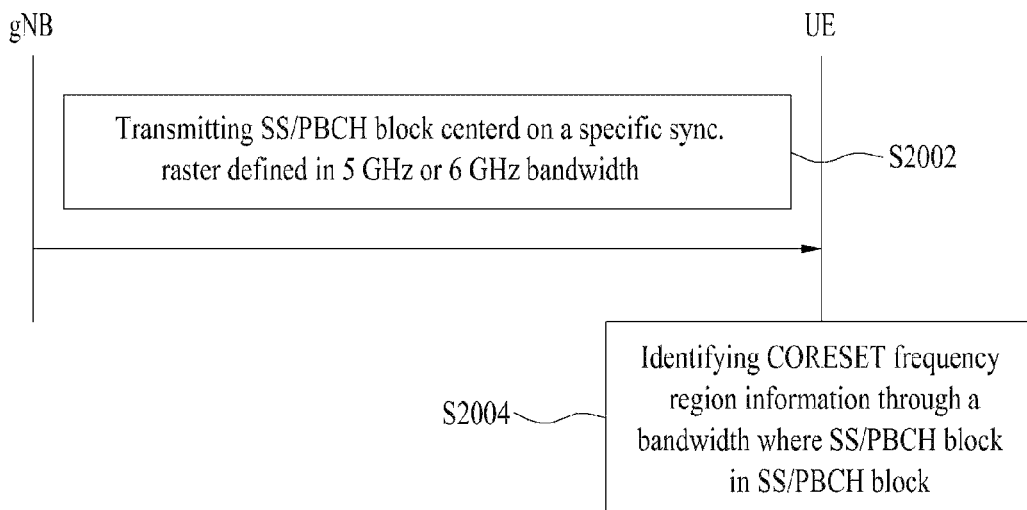 gNB
UE
Transmitting SS/PBCH block centerd on a specific sync.
raster defined in 5 GHz or 6 GHz bandwidth
S2002
Identifying CORESET frequency
region information through a
bandwidth where SS/PBCH block
in SS/PBCH block
S2004